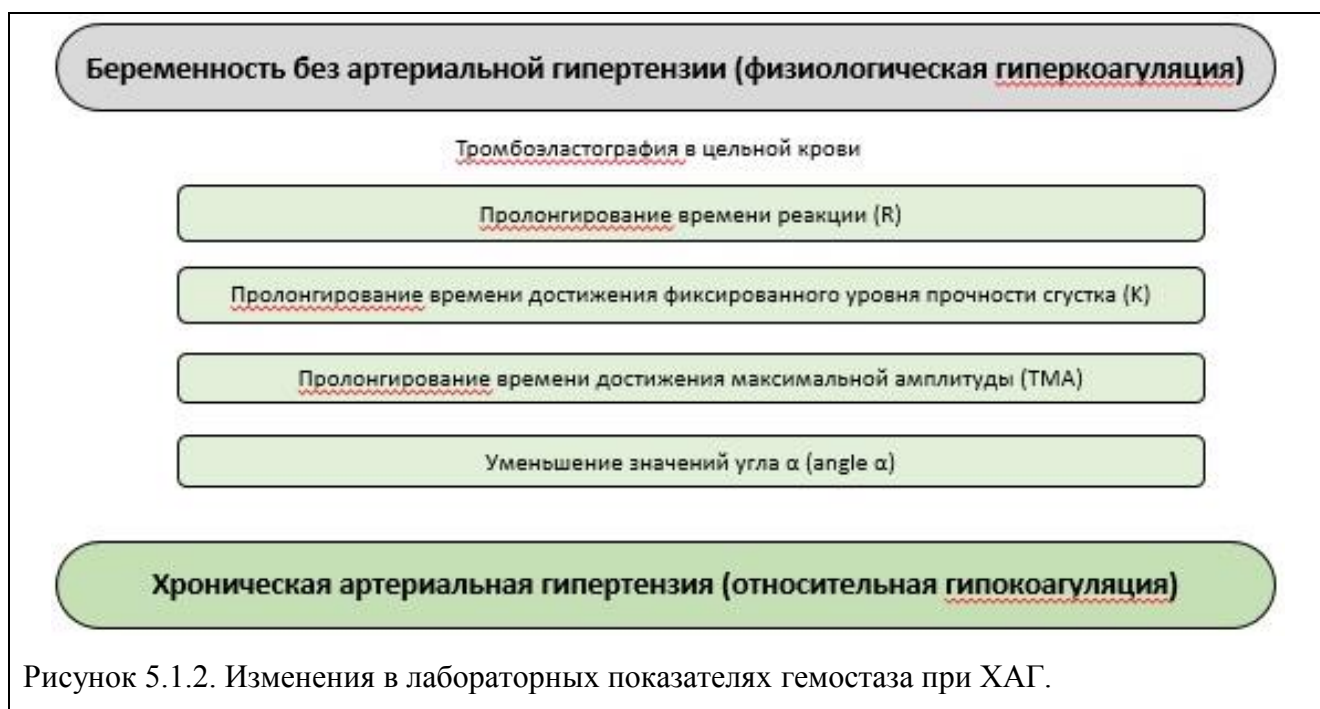 Беременность без артериальной гипертензии (физиологическая гиперкоагуляция)
Тромбоэластография в цельной крови
Пролонгирование времени реакции (R)
Пролонгирование времени достижения фиксированного уровня прочности сгустка (K)
Пролонгирование времени достижения максимальной амплитуды (TMA)
Уменьшение значений угла α (angle α)
Хроническая артериальная гипертензия (относительная гипокоагуляция)
Рисунок 5.1.2. Изменения в лабораторных показателях гемостаза при ХАГ.